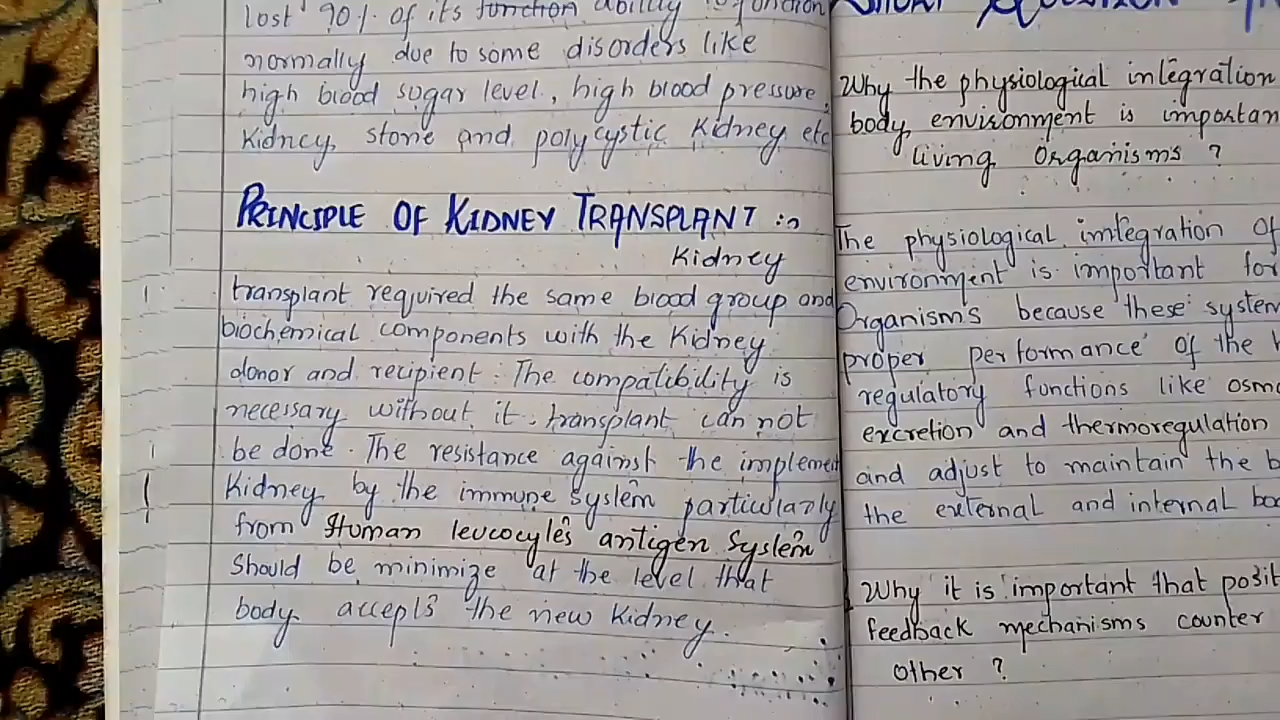 lost 90% of its function ability to function
normally due to some disorders like
high blood sugar level, high blood pressure,
Kidney stone and polycystic Kidney etc
PRINCIPLE OF KIDNEY TRANSPLANT :-
Kidney
transplant required the same blood group and
biochemical components with the Kidney
donor and recipient. The compatibility is
necessary without it transplant can not
be done. The resistance against the implement
Kidney by the immune system particularly
from Human leucocytes antigen System
Should be minimize at the level that
body accepts the new Kidney.
Why the physiological integration
body environment is importan
living Organisms ?
The physiological integration of
environment is important for
Organisms because these system
proper performance of the
regulatory functions like osmo
excretion and thermoregulation
and adjust to maintain the b
the external and internal bo
Why it is important that posit
feedback mechanisms counter
other ?